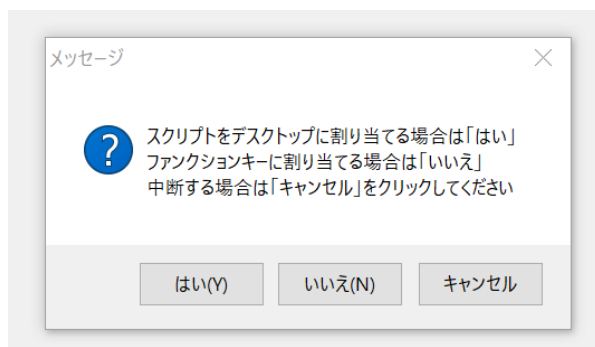 メッセージ
スクリプトをデスクトップに割り当てる場合は「はい」
ファンクションキーに割り当てる場合は「いいえ」
中断する場合は「キャンセル」をクリックしてください
はい(Y)
いいえ(N)
キャンセル